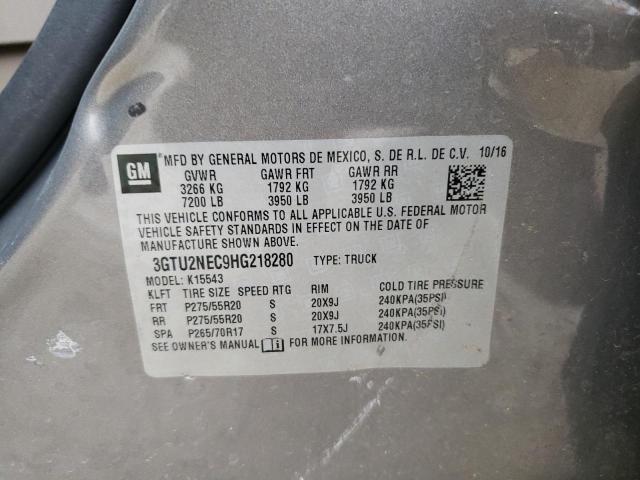 GM
MFD BY GENERAL MOTORS DE MEXICO, S. DE R.L. DE C.V. 10/16
GVWR GAWR FRT GAWR RR
3266 KG 1792 KG 1792 KG
7200 LB 3950 LB 3950 LB
THIS VEHICLE CONFORMS TO ALL APPLICABLE U.S. FEDERAL MOTOR
VEHICLE SAFETY STANDARDS IN EFFECT ON THE DATE OF
MANUFACTURE SHOWN ABOVE.
3GTU2NEC9HG218280 TYPE: TRUCK
MODEL: K15543
KLFT TIRE SIZE SPEED RTG RIM COLD TIRE PRESSURE
FRT P275/55R20 S 20X9J 240KPA(35PSI)
RR P275/55R20 S 20X9J 240KPA(35PSI)
SPA P265/70R17 S 17X7.5J 240KPA(35PSI)
SEE OWNER'S MANUAL FOR MORE INFORMATION.